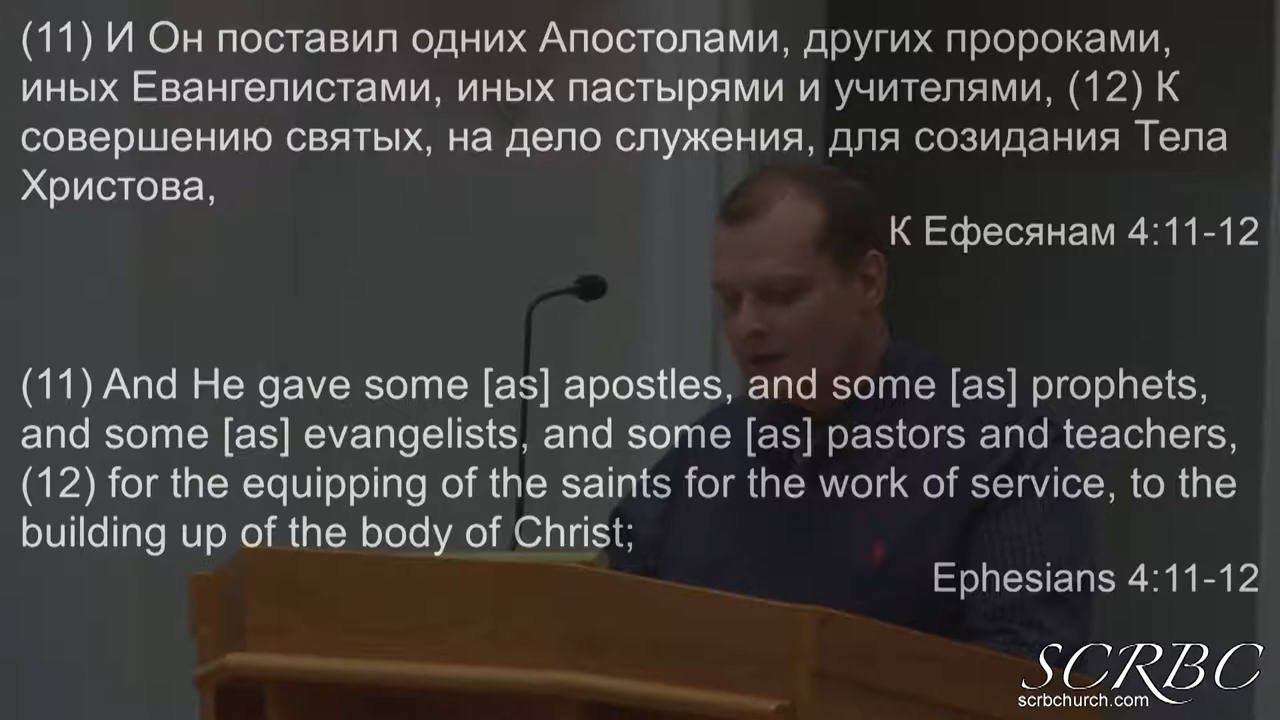 (11) И Он поставил одних Апостолами, других пророками,
иных Евангелистами, иных пастырями и учителями, (12) К
совершению святых, на дело служения, для созидания Тела
Христова,
К Ефесянам 4:11-12
(11) And He gave some [as] apostles, and some [as] prophets,
and some [as] evangelists, and some [as] pastors and teachers,
(12) for the equipping of the saints for the work of service, to the
building up of the body of Christ;
Ephesians 4:11-12
SCRBC
scrbchurch.com